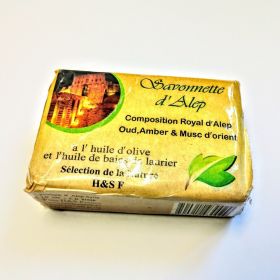 Savonnette
d'Alep
Composition Royal d'Alep
Oud,Amber & Musc d'orient
a l' huile d'olive
et l'huile de baies de laurier
Sélection de la nature
H&S F